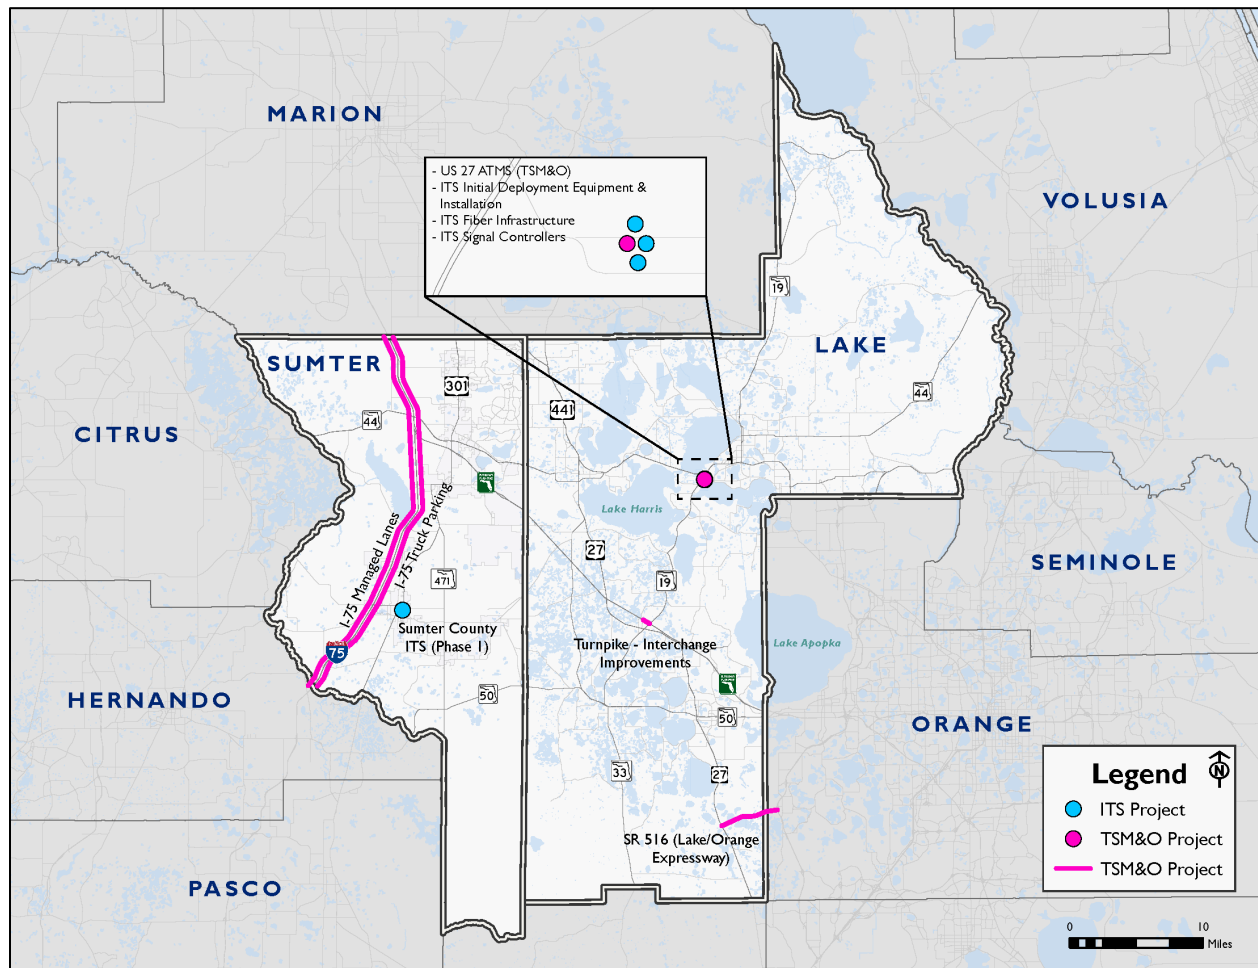 MARION
- US 27 ATMS (TSM&O)
- ITS Initial Deployment Equipment &
Installation
- ITS Fiber Infrastructure
- ITS Signal Controllers
VOLUSIA
19
LAKE
SUMTER
301
441
44
44
CITRUS
Lake Harris
I-75 Managed Lanes
I-75 Truck Parking
27
SEMINOLE
471
19
Sumter County
ITS (Phase 1)
75
Turnpike - Interchange
Improvements
Lake Apopka
HERNANDO
50
50
ORANGE
33
27
SR 516 (Lake/Orange
Expressway)
PASCO
Legend
N
ITS Project
TSM&O Project
TSM&O Project
0
10
Miles